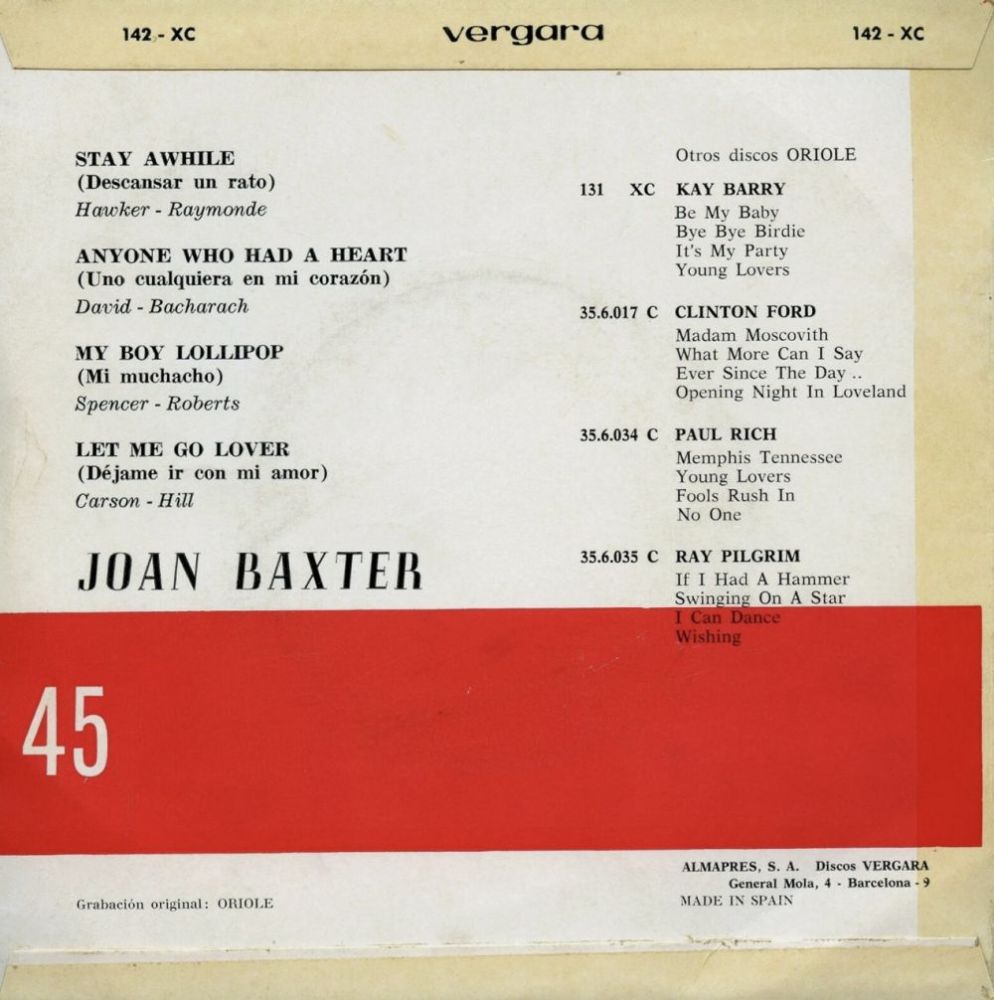 142 - XC
vergara
142 - XC
STAY AWHILE
(Descansar un rato)
Hawker - Raymonde
ANYONE WHO HAD A HEART
(Uno cualquiera en mi corazón)
David - Bacharach
MY BOY LOLLIPOP
(Mi muchacho)
Spencer - Roberts
LET ME GO LOVER
(Déjame ir con mi amor)
Carson - Hill
JOAN BAXTER
Otros discos ORIOLE
131 XC KAY BARRY
Be My Baby
Bye Bye Birdie
It's My Party
Young Lovers
35.6.017 C CLINTON FORD
Madam Moscovith
What More Can I Say
Ever Since The Day ..
Opening Night In Loveland
35.6.034 C PAUL RICH
Memphis Tennessee
Young Lovers
Fools Rush In
No One
35.6.035 C RAY PILGRIM
If I Had A Hammer
Swinging On A Star
I Can Dance
Wishing
45
Grabación original: ORIOLE
ALMAPRES, S. A. Discos VERGARA
General Mola, 4 - Barcelona - 9
MADE IN SPAIN